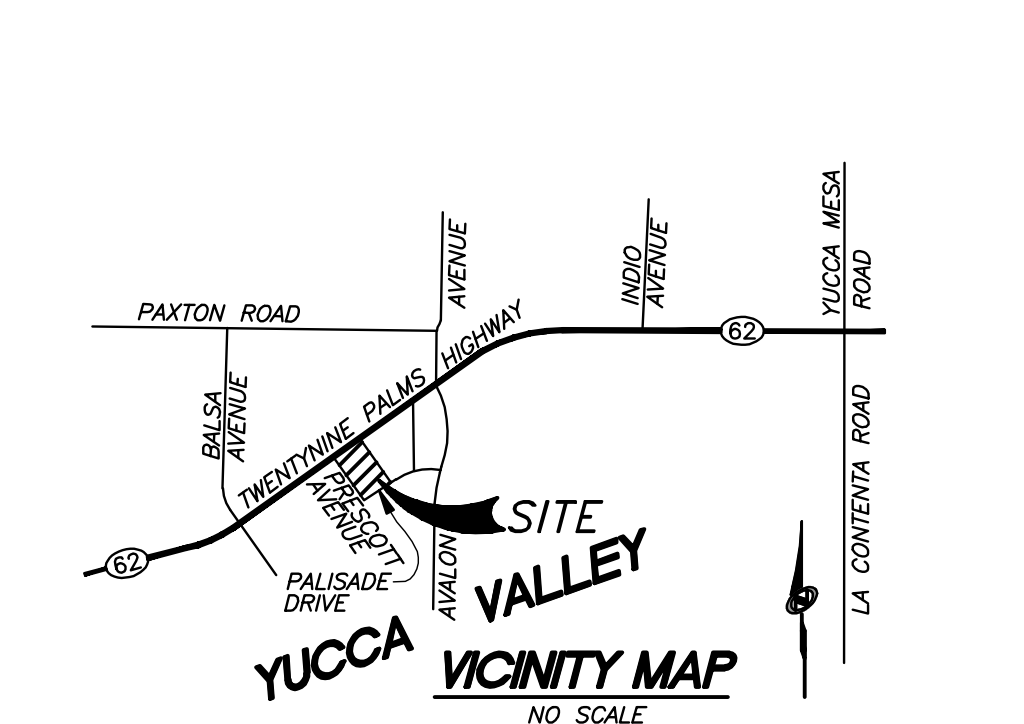 YUCCA MESA
ROAD
AVENUE
INDIO
AVENUE
PAXTON ROAD
62
BALSA
AVENUE
TWENTYNINE PALMS HIGHWAY
PRESCOTT
AVENUE
SITE
LA CONTENTA ROAD
62
PALISADE
DRIVE
AVALON
YUCCA VALLEY
N
VICINITY MAP
NO SCALE